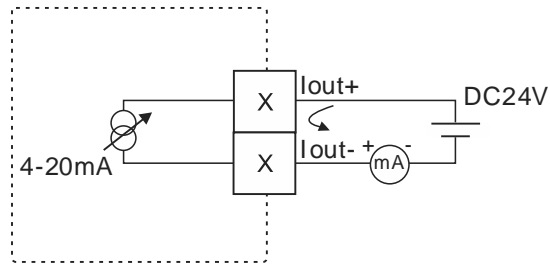 X
Iout+
DC24V
4-20mA
X
Iout-
+
mA
-